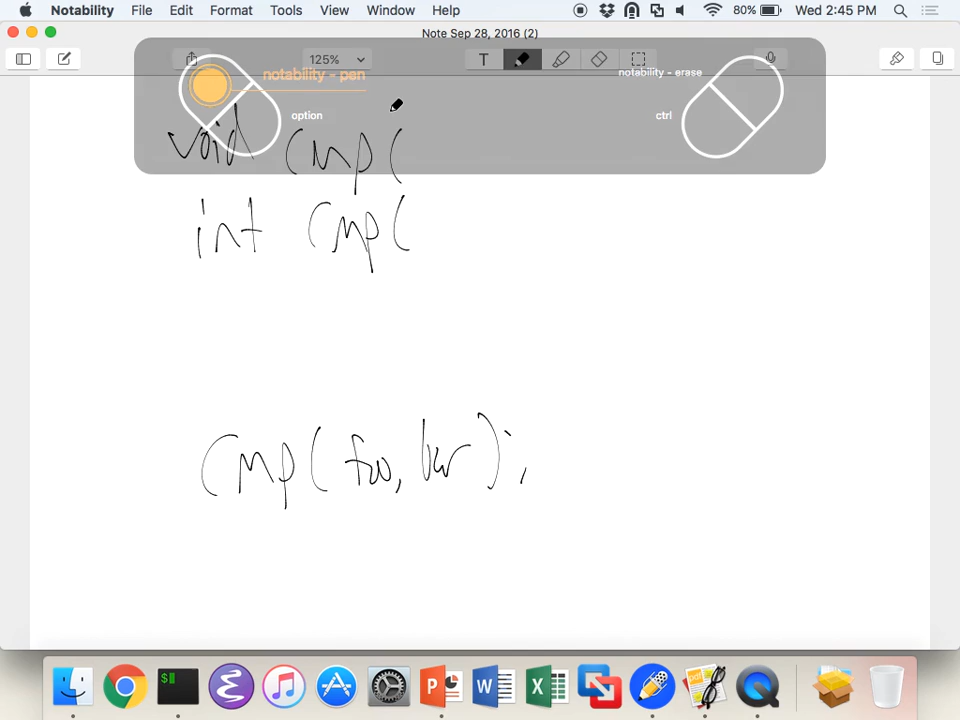 Notability File Edit Format Tools View Window Help 80% Wed 2:45 PM
Note Sep 28, 2016 (2)
125% T
notability - pen notability - erase
option ctrl
void cmp(
int cmp(
cmp(foo, bar);